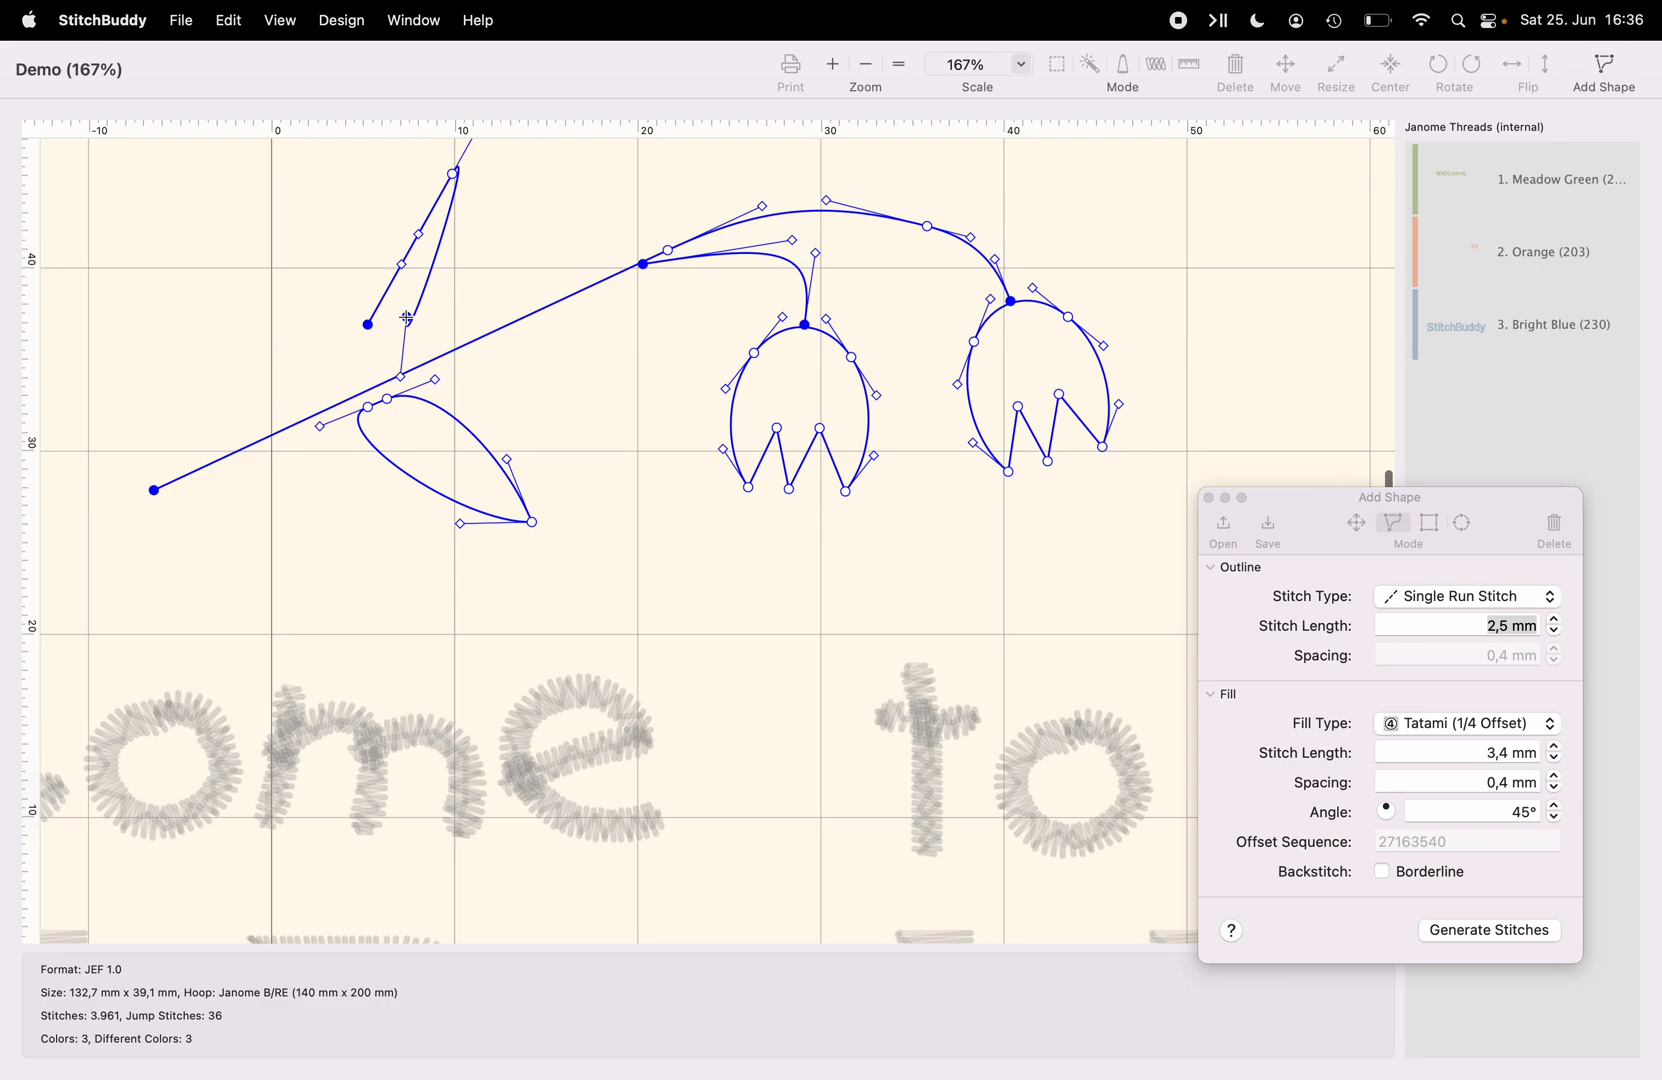 StitchBuddy File Edit View Design Window Help Sat 25. Jun 16:36
Demo (167%)
167%
Print Zoom Scale Mode Delete Move Resize Center Rotate Flip Add Shape
-10 0 10 20 30 40 50 60
40
30
20
10
ome to
Janome Threads (internal)
Welcome 1. Meadow Green (2...
to 2. Orange (203)
StitchBuddy 3. Bright Blue (230)
Add Shape
Open Save Mode Delete
Outline
Stitch Type: Single Run Stitch
Stitch Length: 2,5 mm
Spacing: 0,4 mm
Fill
Fill Type: 4 Tatami (1/4 Offset)
Stitch Length: 3,4 mm
Spacing: 0,4 mm
Angle: 45°
Offset Sequence: 27163540
Backstitch: Borderline
? Generate Stitches
Format: JEF 1.0
Size: 132,7 mm x 39,1 mm, Hoop: Janome B/RE (140 mm x 200 mm)
Stitches: 3.961, Jump Stitches: 36
Colors: 3, Different Colors: 3